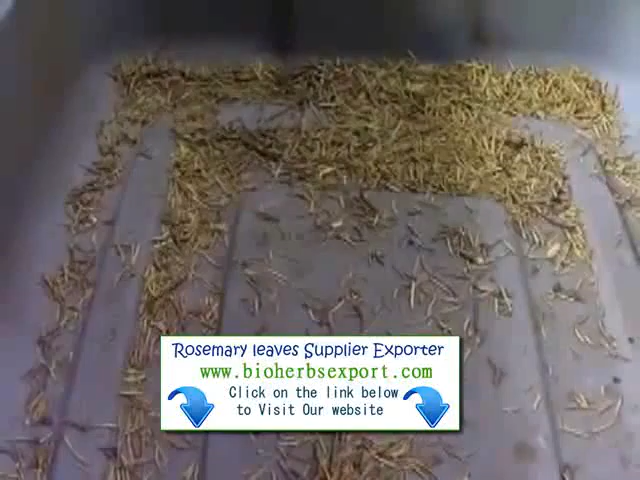 Rosemary leaves Supplier Exporter
www.bioherbsexport.com
Click on the link below
to Visit Our website